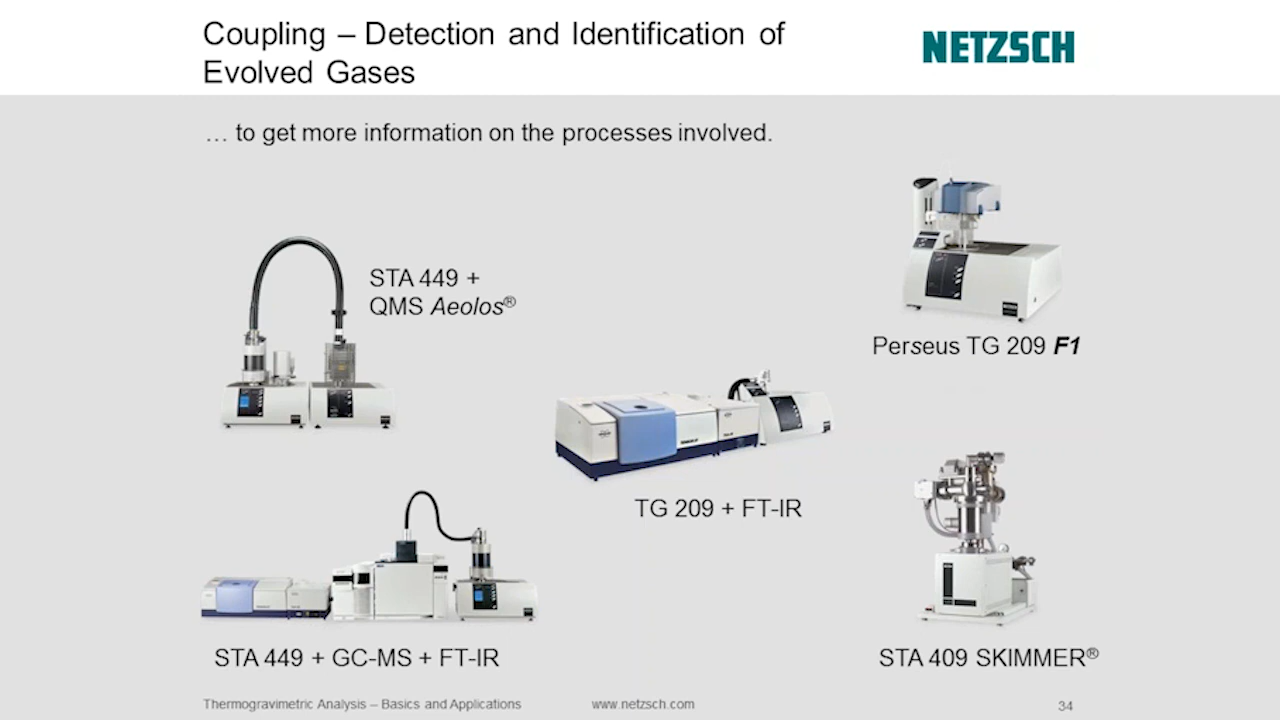 Coupling – Detection and Identification of
Evolved Gases
NETZSCH
… to get more information on the processes involved.
STA 449 +
QMS Aeolos®
Perseus TG 209 F1
TG 209 + FT-IR
STA 449 + GC-MS + FT-IR
STA 409 SKIMMER®
Thermogravimetric Analysis – Basics and Applications
www.netzsch.com
34